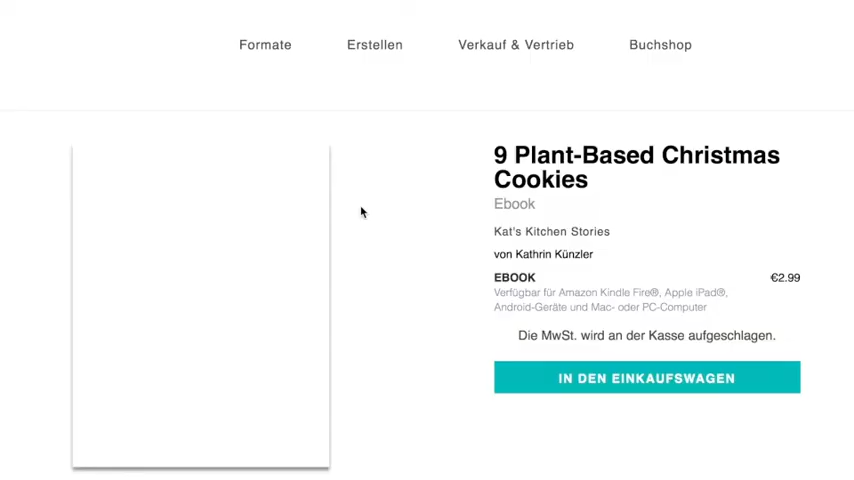 Formate
Erstellen
Verkauf & Vertrieb
Buchshop
9 Plant-Based Christmas
Cookies
Ebook
Kat's Kitchen Stories
von Kathrin Künzler
EBOOK €2.99
Verfügbar für Amazon Kindle Fire®, Apple iPad®,
Android-Geräte und Mac- oder PC-Computer
Die MwSt. wird an der Kasse aufgeschlagen.
IN DEN EINKAUFSWAGEN